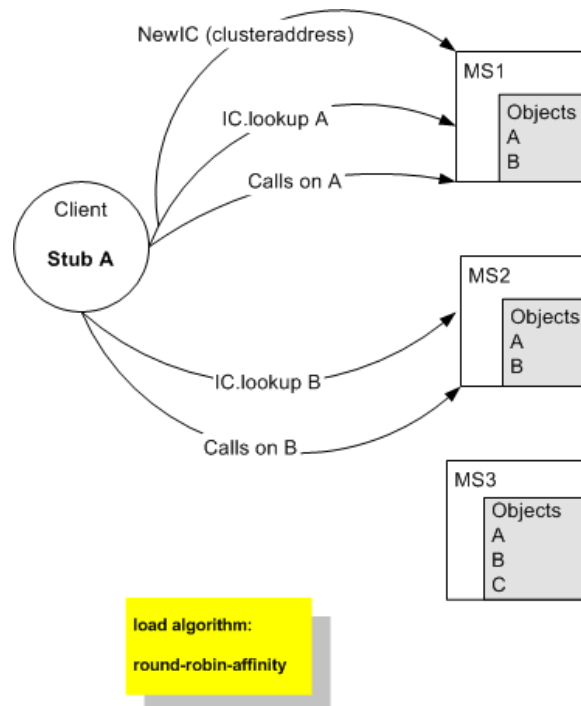 NewIC (clusteraddress)
MS1
Objects
A
B
IC.lookup A
Calls on A
Client
Stub A
MS2
Objects
A
B
IC.lookup B
Calls on B
MS3
Objects
A
B
C
load algorithm:
round-robin-affinity